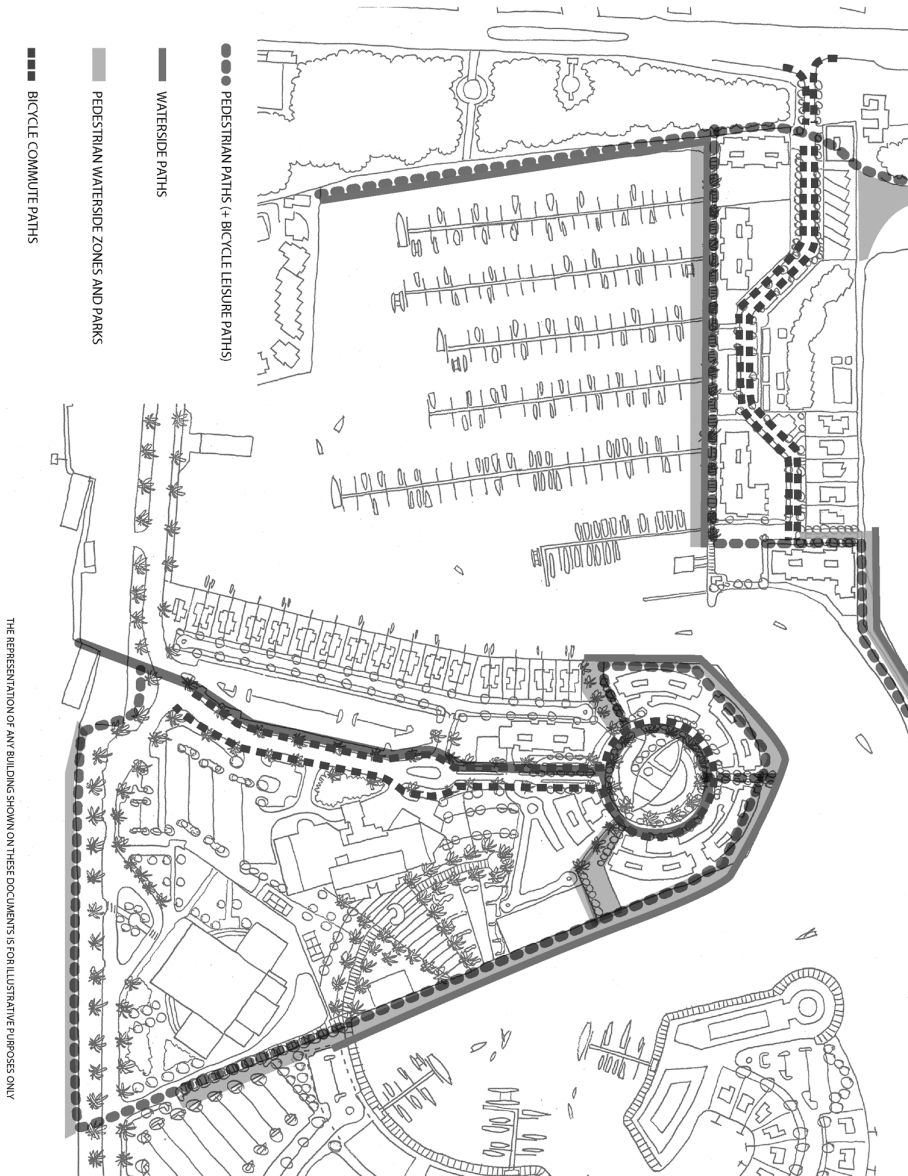 PEDESTRIAN PATHS (+ BICYCLE LEISURE PATHS)
WATERSIDE PATHS
PEDESTRIAN WATERSIDE ZONES AND PARKS
BICYCLE COMMUTE PATHS
THE REPRESENTATION OF ANY BUILDING SHOWN ON THESE DOCUMENTS IS FOR ILLUSTRATIVE PURPOSES ONLY